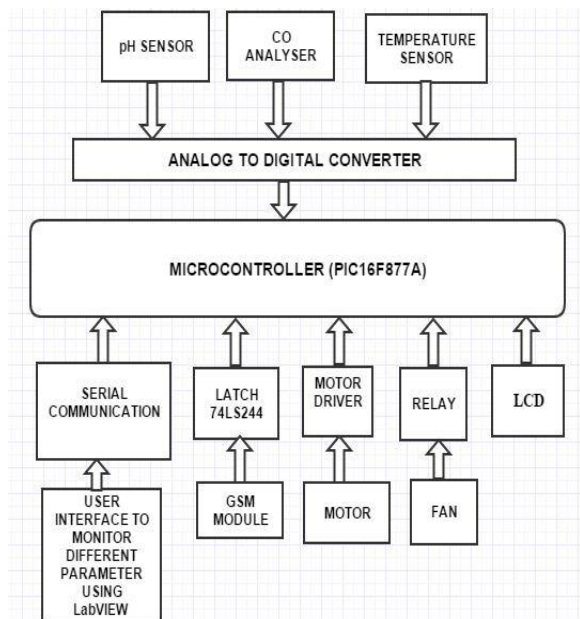 pH SENSOR
CO
ANALYSER
TEMPERATURE
SENSOR
ANALOG TO DIGITAL CONVERTER
MICROCONTROLLER (PIC16F877A)
SERIAL
COMMUNICATION
LATCH
74LS244
MOTOR
DRIVER
RELAY
LCD
USER
INTERFACE TO
MONITOR
DIFFERENT
PARAMETER
USING
LabVIEW
GSM
MODULE
MOTOR
FAN